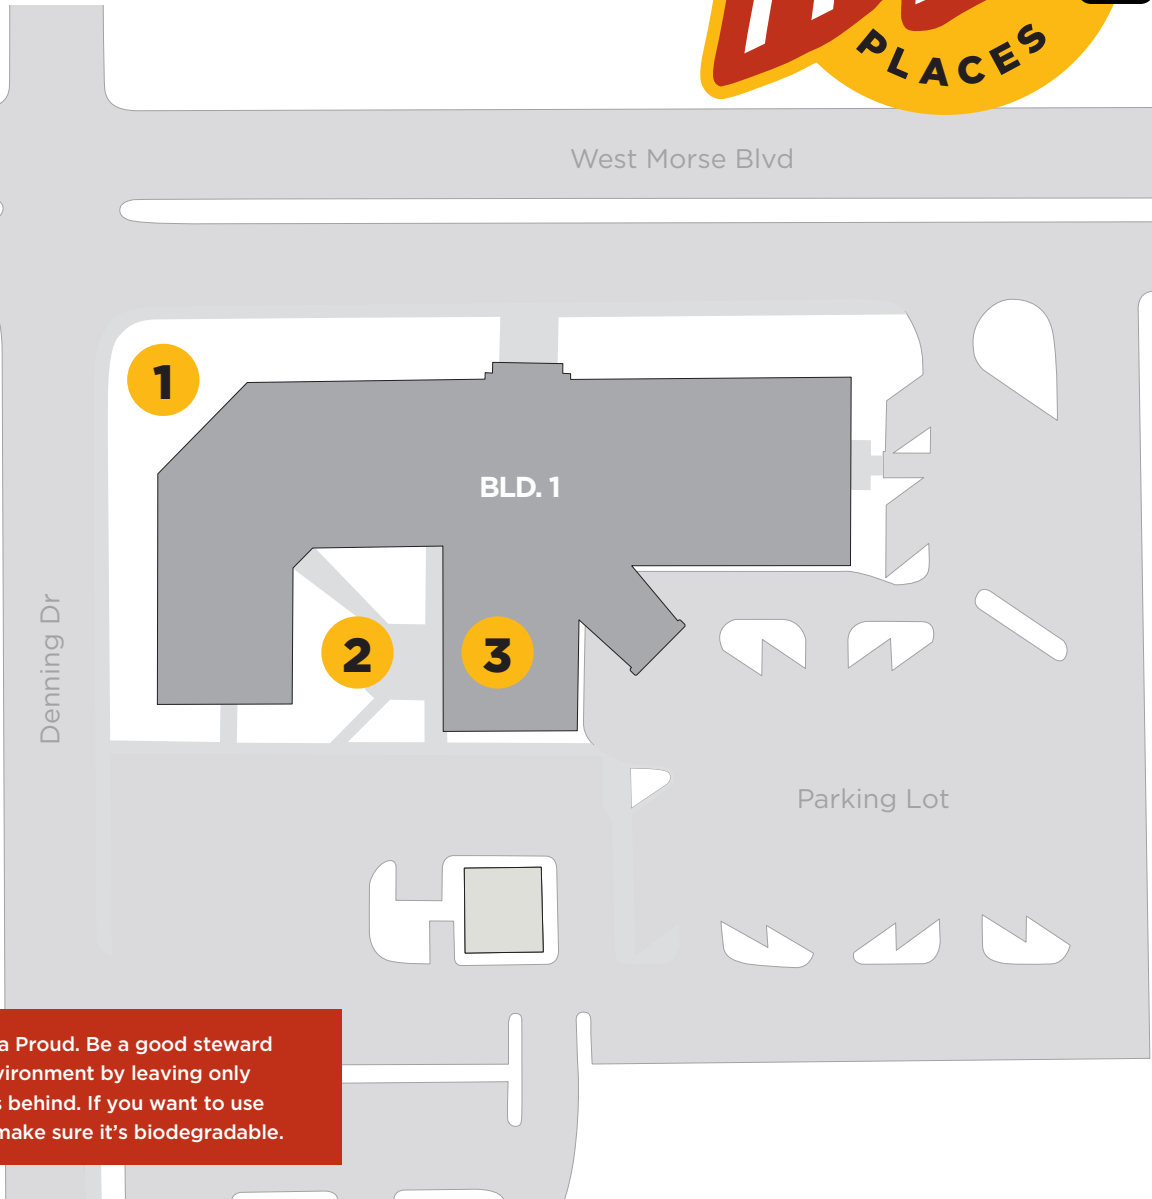 PLACES
West Morse Blvd
1
BLD. 1
Denning Dr
2
3
Parking Lot
a Proud. Be a good steward
by leaving only
behind. If you want to use
make sure it's biodegradable.